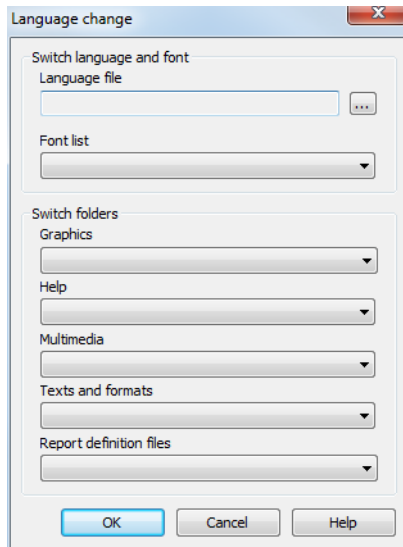 Language change
Switch language and font
Language file
...
Font list
Switch folders
Graphics
Help
Multimedia
Texts and formats
Report definition files
OK Cancel Help